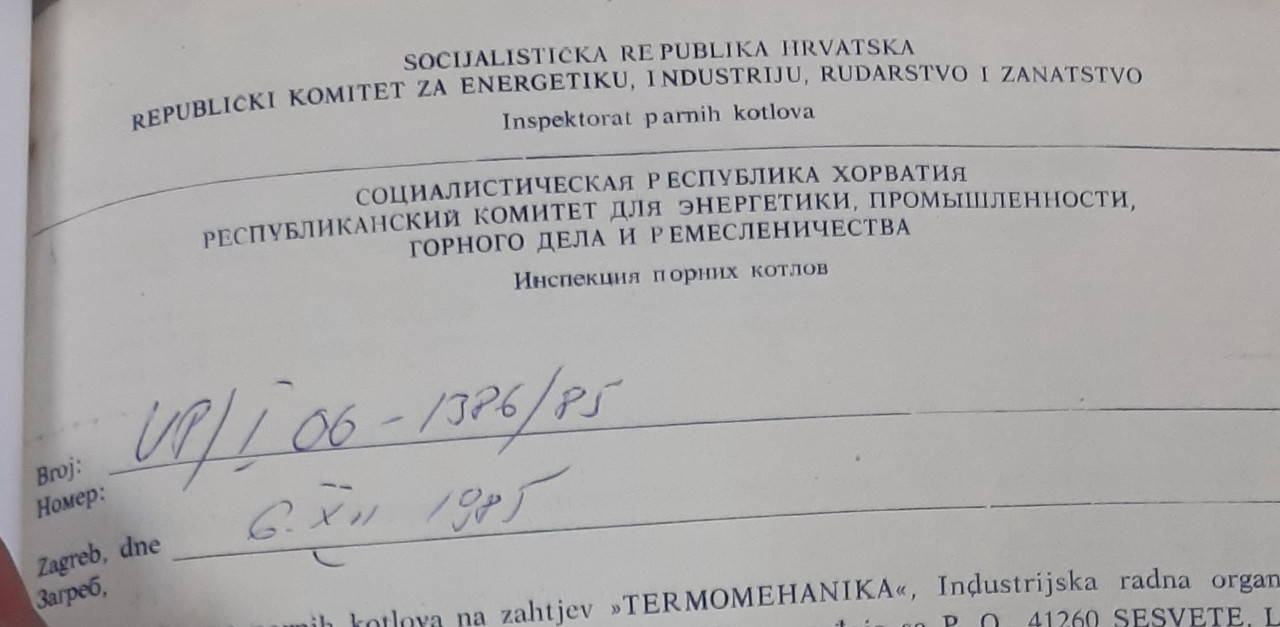 SOCIJALISTIČKA REPUBLIKA HRVATSKA
REPUBLIČKI KOMITET ZA ENERGETIKU, INDUSTRIJU, RUDARSTVO I ZANATSTVO
Inspektorat parnih kotlova
СОЦИАЛИСТИЧЕСКАЯ РЕСПУБЛИКА ХОРВАТИЯ
РЕСПУБЛИКАНСКИЙ КОМИТЕТ ДЛЯ ЭНЕРГЕТИКИ, ПРОМЫШЛЕННОСТИ,
ГОРНОГО ДЕЛА И РЕМЕСЛЕНИЧЕСТВА
Инспекция порних котлов
Broj: UP/I 06-1386/85
Номер:
Zagreb, dne 6. XII 1985
Загреб,
parnih kotlova na zahtjev »TERMOMEHANIKA«, Industrijska radna organ
sa P. O. 41260 SESVETE, L